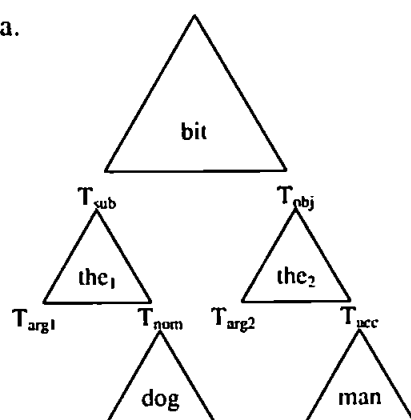 a.
bit
T_sub T_obj
the_1 the_2
T_arg1 T_nom T_arg2 T_acc
dog man